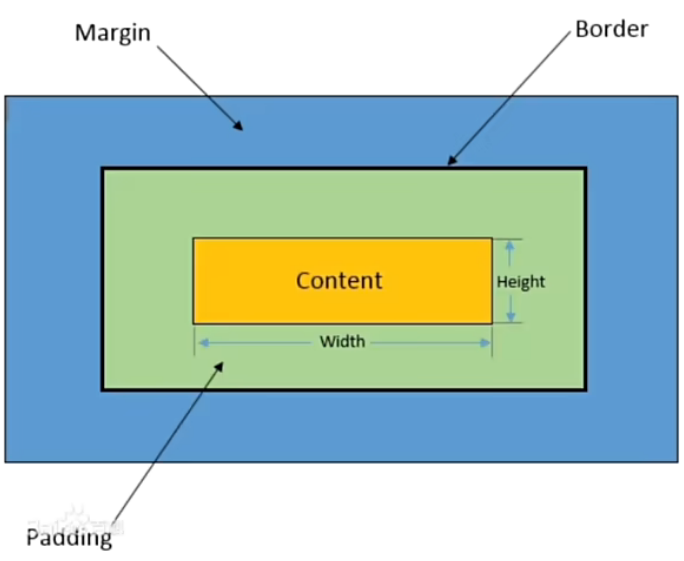 Margin
Border
Content
Height
Width
Padding